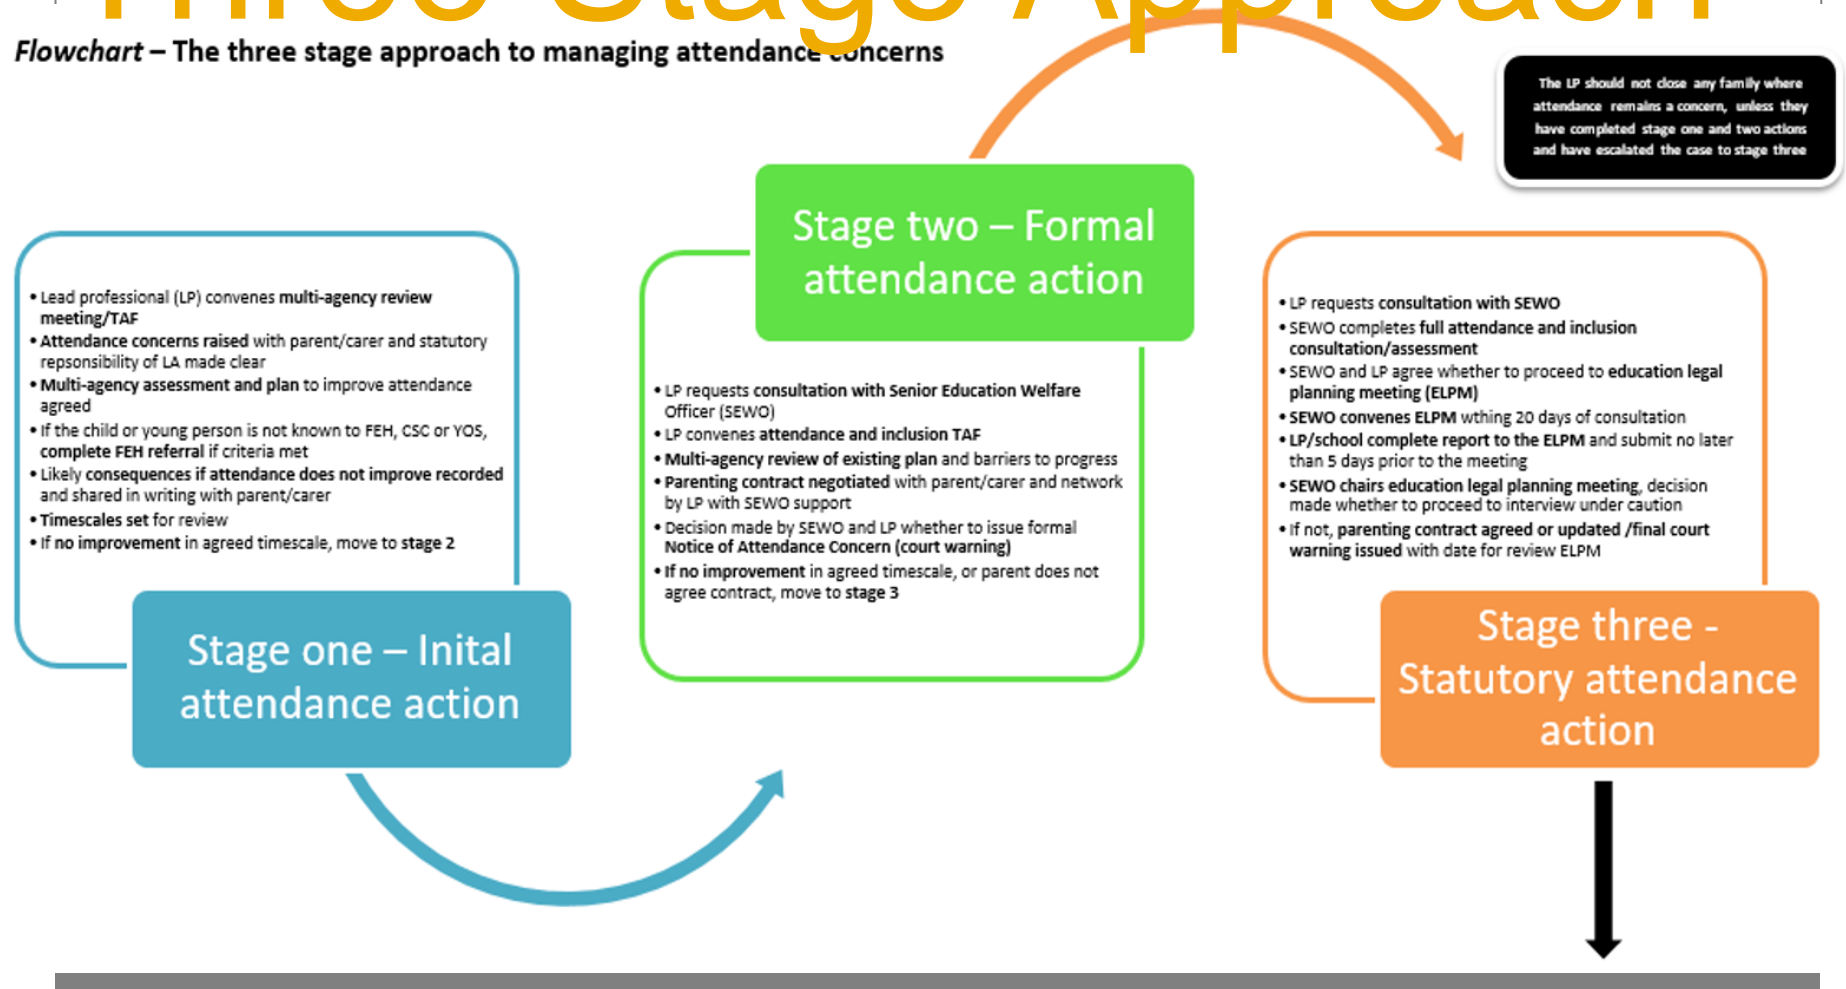 Three Stage Approach
Flowchart – The three stage approach to managing attendance concerns
The LP should not close any family where
attendance remains a concern, unless they
have completed stage one and two actions
and have escalated the case to stage three
• Lead professional (LP) convenes multi-agency review
meeting/TAF
• Attendance concerns raised with parent/carer and statutory
repsonsibility of LA made clear
• Multi-agency assessment and plan to improve attendance
agreed
• If the child or young person is not known to FEH, CSC or YOS,
complete FEH referral if criteria met
• Likely consequences if attendance does not improve recorded
and shared in writing with parent/carer
• Timescales set for review
• If no improvement in agreed timescale, move to stage 2
Stage one – Inital
attendance action
Stage two – Formal
attendance action
• LP requests consultation with Senior Education Welfare
Officer (SEWO)
• LP convenes attendance and inclusion TAF
• Multi-agency review of existing plan and barriers to progress
• Parenting contract negotiated with parent/carer and network
by LP with SEWO support
• Decision made by SEWO and LP whether to issue formal
Notice of Attendance Concern (court warning)
• If no improvement in agreed timescale, or parent does not
agree contract, move to stage 3
• LP requests consultation with SEWO
• SEWO completes full attendance and inclusion
consultation/assessment
• SEWO and LP agree whether to proceed to education legal
planning meeting (ELPM)
• SEWO convenes ELPM wthing 20 days of consultation
• LP/school complete report to the ELPM and submit no later
than 5 days prior to the meeting
• SEWO chairs education legal planning meeting, decision
made whether to proceed to interview under caution
• If not, parenting contract agreed or updated /final court
warning issued with date for review ELPM
Stage three -
Statutory attendance
action